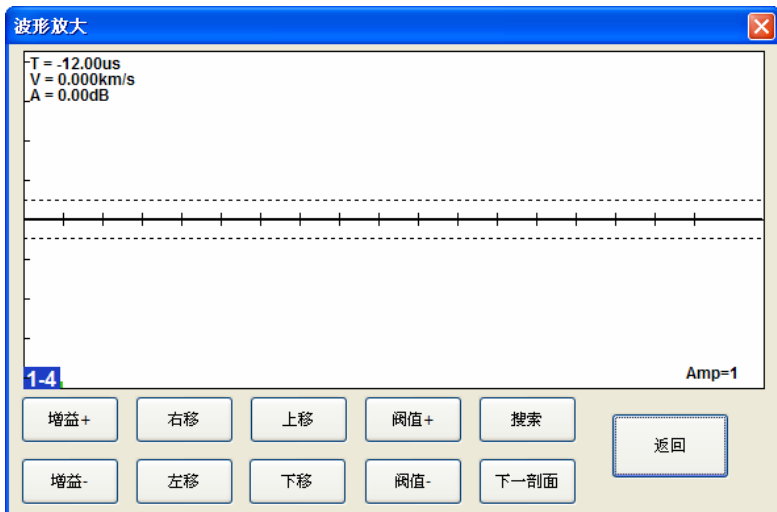 波形放大
T = -12.00us
V = 0.000km/s
A = 0.00dB
1-4
Amp=1
增益+ 右移 上移 阀值+ 搜索
返回
增益- 左移 下移 阀值- 下一剖面